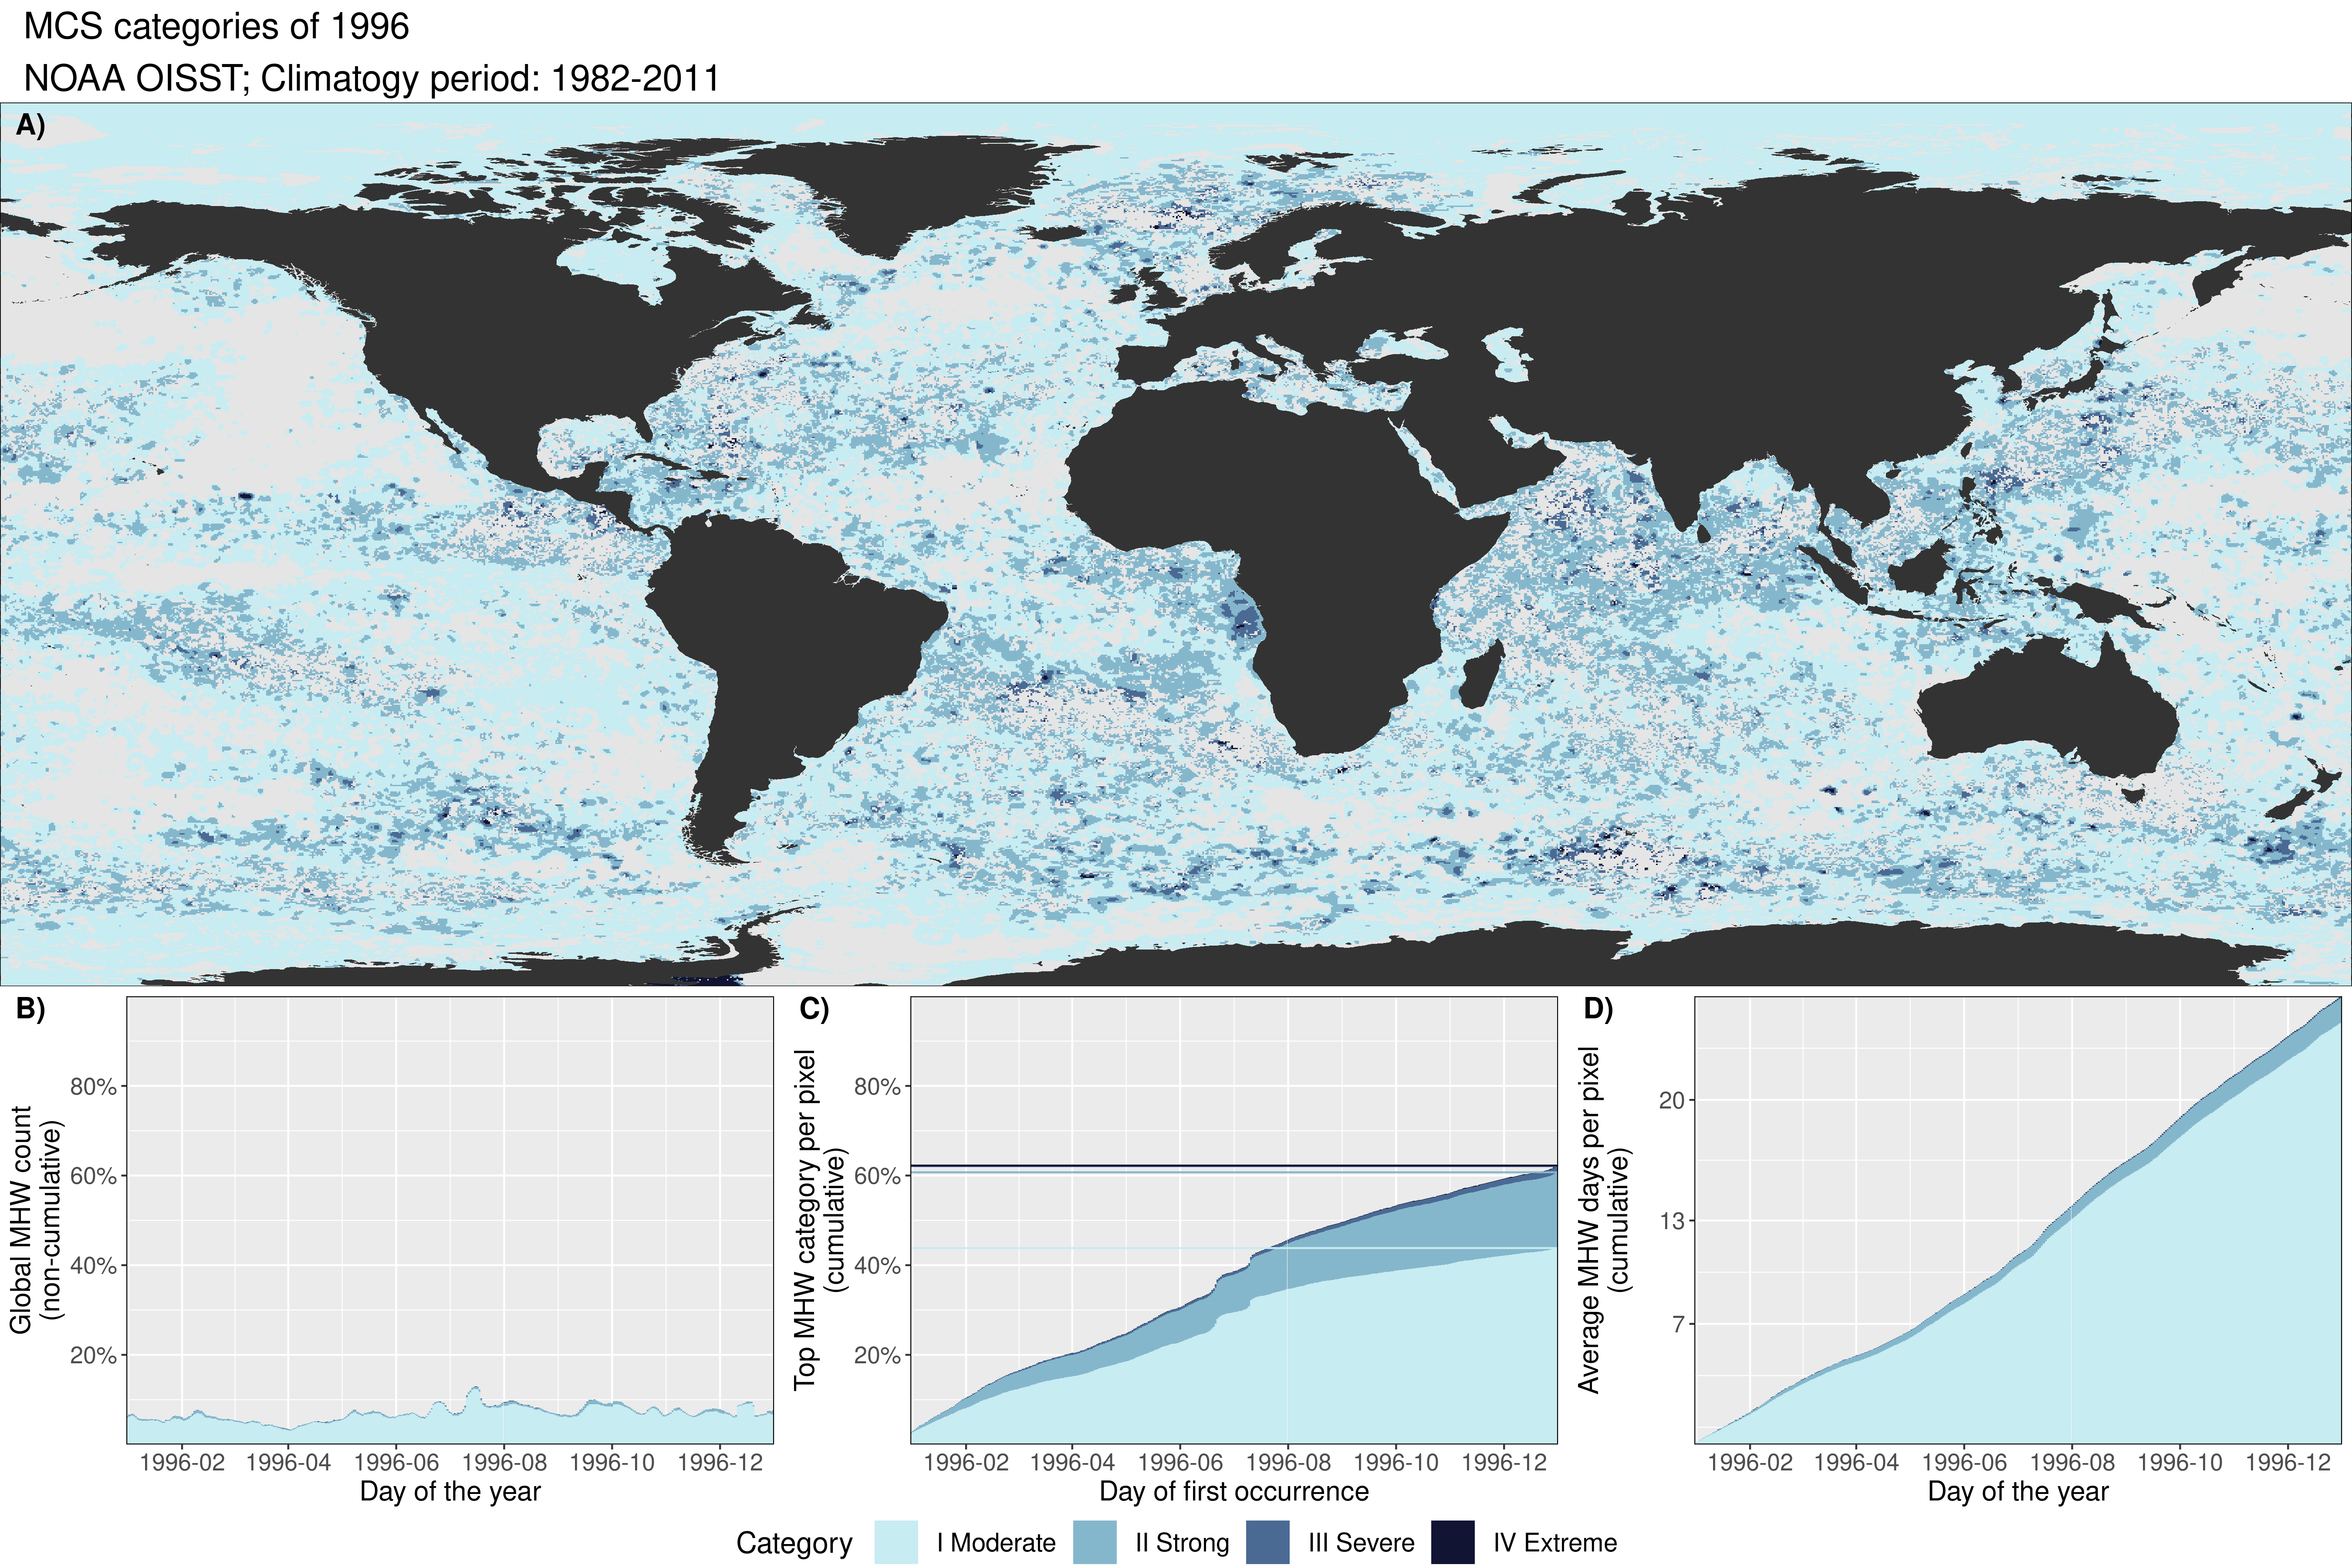 MCS categories of 1996
NOAA OISST; Climatogy period: 1982-2011
A)
B)
Global MHW count
(non-cumulative)
80%
60%
40%
20%
1996-02 1996-04 1996-06 1996-08 1996-10 1996-12
Day of the year
C)
Top MHW category per pixel
(cumulative)
80%
60%
40%
20%
1996-02 1996-04 1996-06 1996-08 1996-10 1996-12
Day of first occurrence
D)
Average MHW days per pixel
(cumulative)
20
13
7
1996-02 1996-04 1996-06 1996-08 1996-10 1996-12
Day of the year
Category I Moderate II Strong III Severe IV Extreme